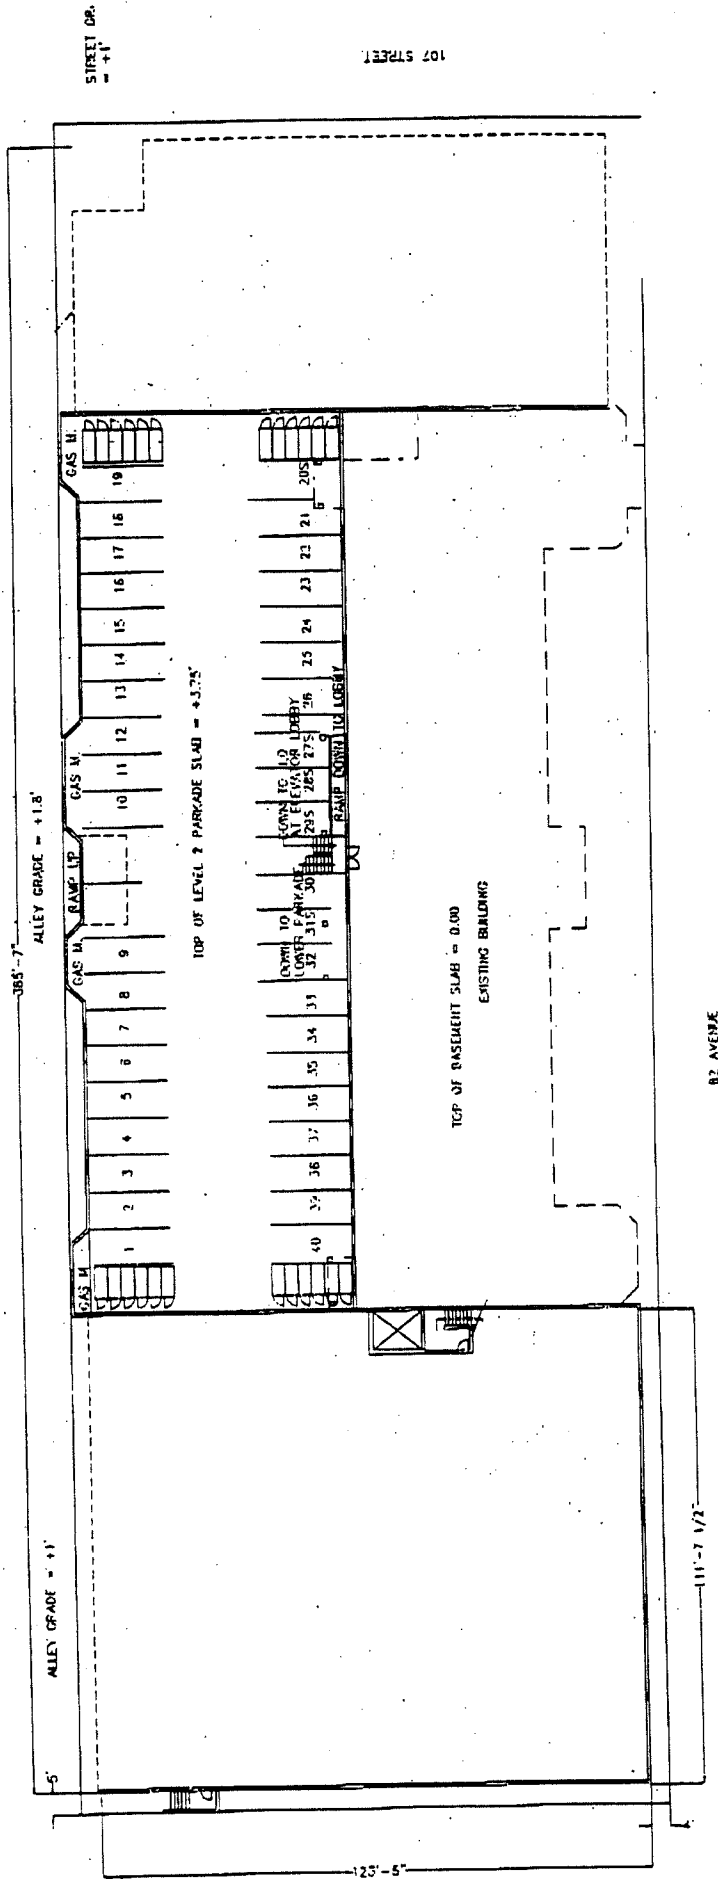 STREET GR.
= +1'
107 STREET
385'-7"
ALLEY GRADE = +1.8'
ALLEY GRADE = +1'
5'
GAS M.
19
18
17
16
15
14
13
12
11
10
GAS M.
RAMP UP
GAS M.
9
8
7
6
5
4
3
2
1
GAS M.
TOP OF LEVEL 2 PARKADE SLAB = +3.75'
20S
21
22
23
24
25
26
27S
28S
29S
30
31S
32
33
34
35
36
37
38
39
40
DOWN TO
AT ELEVATOR LOBBY
RAMP DOWN TO LOBBY
DOWN TO
LOWER PARKADE
TOP OF BASEMENT SLAB = 0.00
EXISTING BUILDING
82 AVENUE
111'-7 1/2"
123'-5"